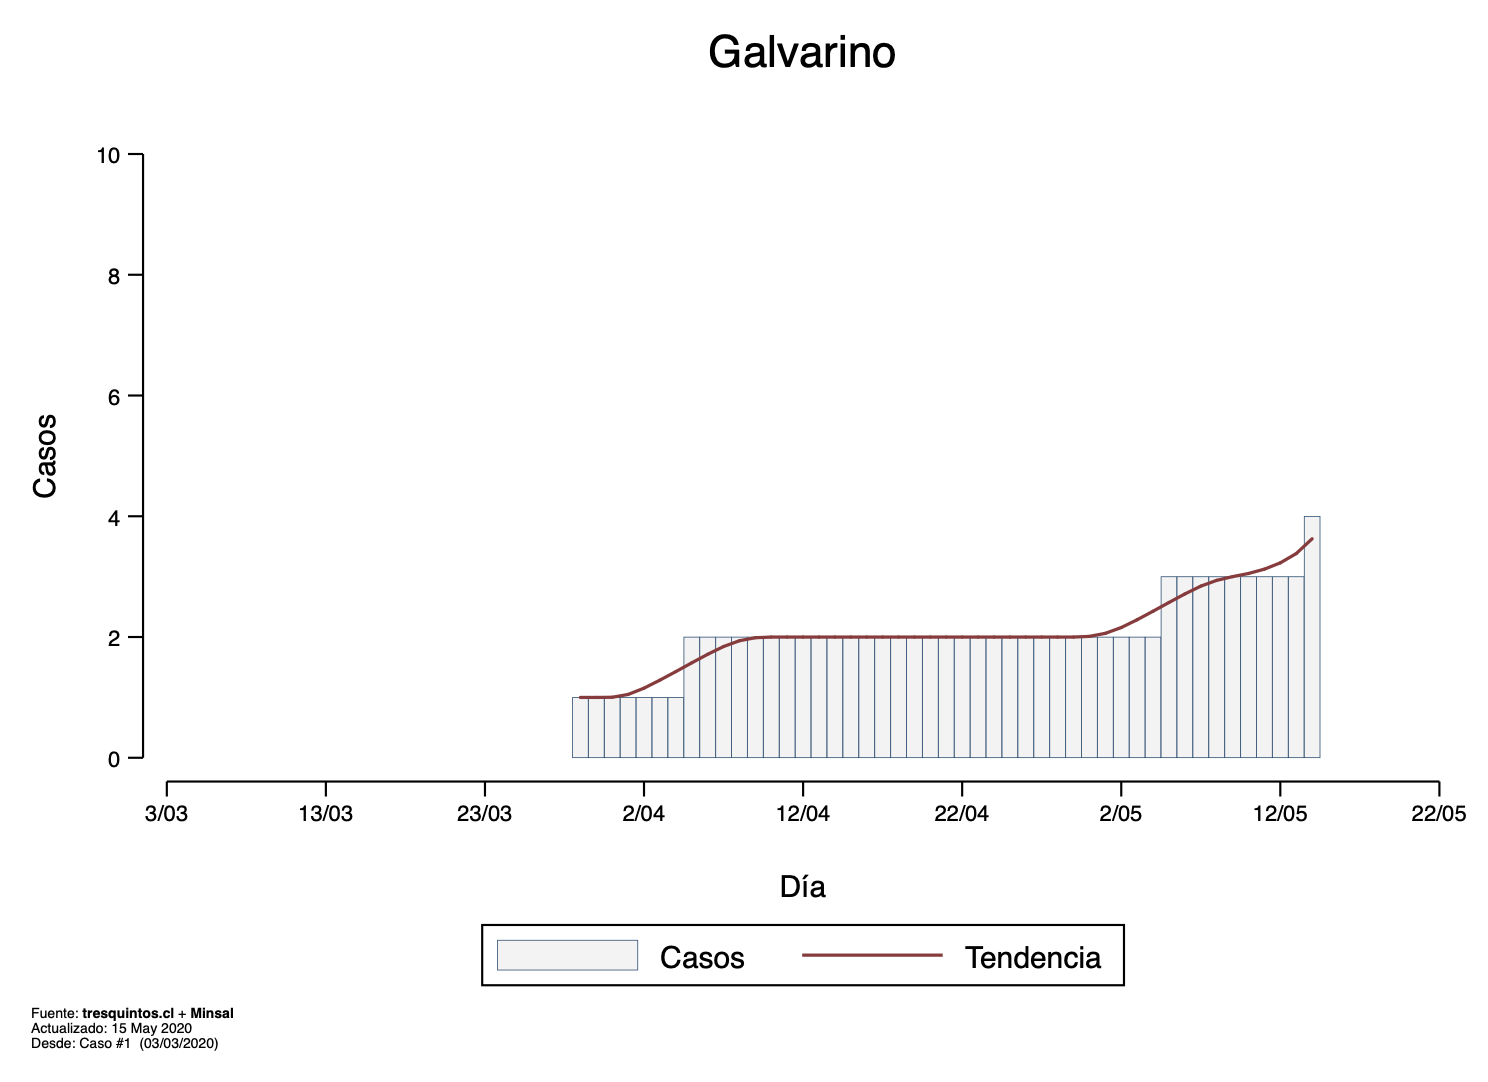 Galvarino
10
8
6
4
2
0
Casos
3/03 13/03 23/03 2/04 12/04 22/04 2/05 12/05 22/05
Día
Casos Tendencia
Fuente: tresquintos.cl + Minsal
Actualizado: 15 May 2020
Desde: Caso #1 (03/03/2020)